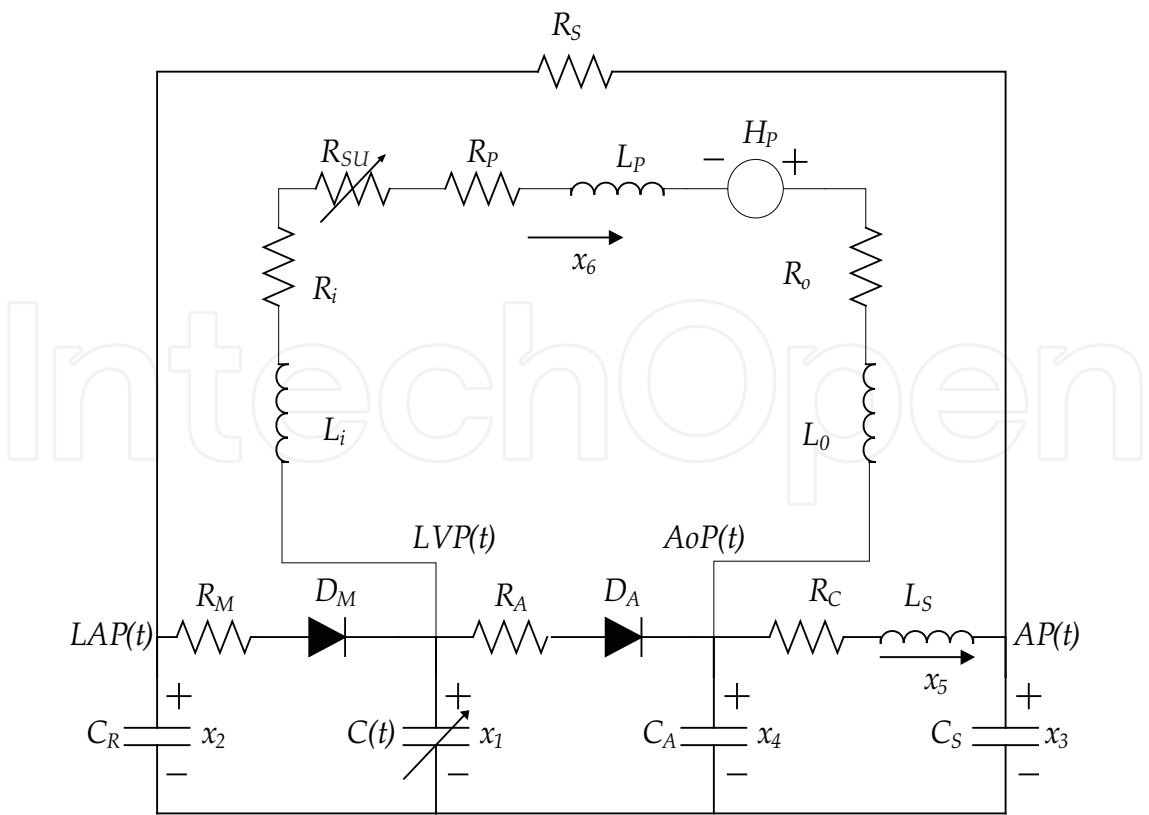 R_S
H_P
R_SU R_P L_P − +
x_6
R_i R_o
IntechOpen
L_i L_0
LVP(t) AoP(t)
R_M D_M R_A D_A R_C L_S
LAP(t) AP(t)
x_5
+ + + +
C_R x_2 C(t) x_1 C_A x_4 C_S x_3
− − − −